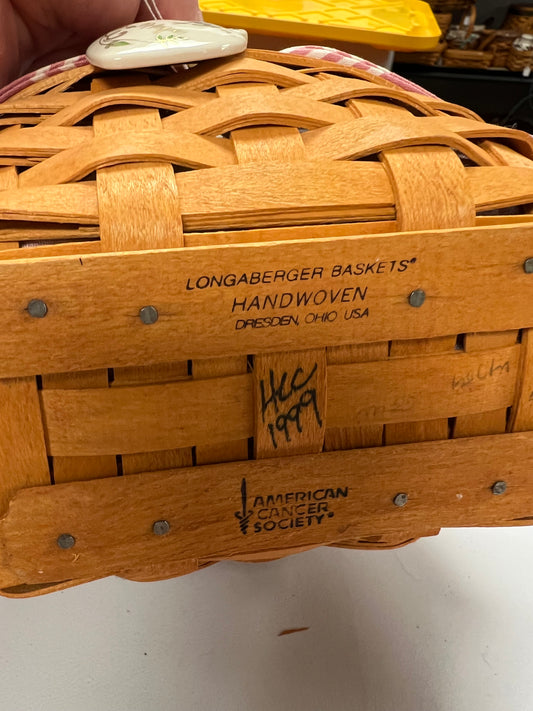 LONGABERGER BASKETS®
HANDWOVEN
DRESDEN, OHIO USA
HCC
1999
AMERICAN
CANCER
SOCIETY®